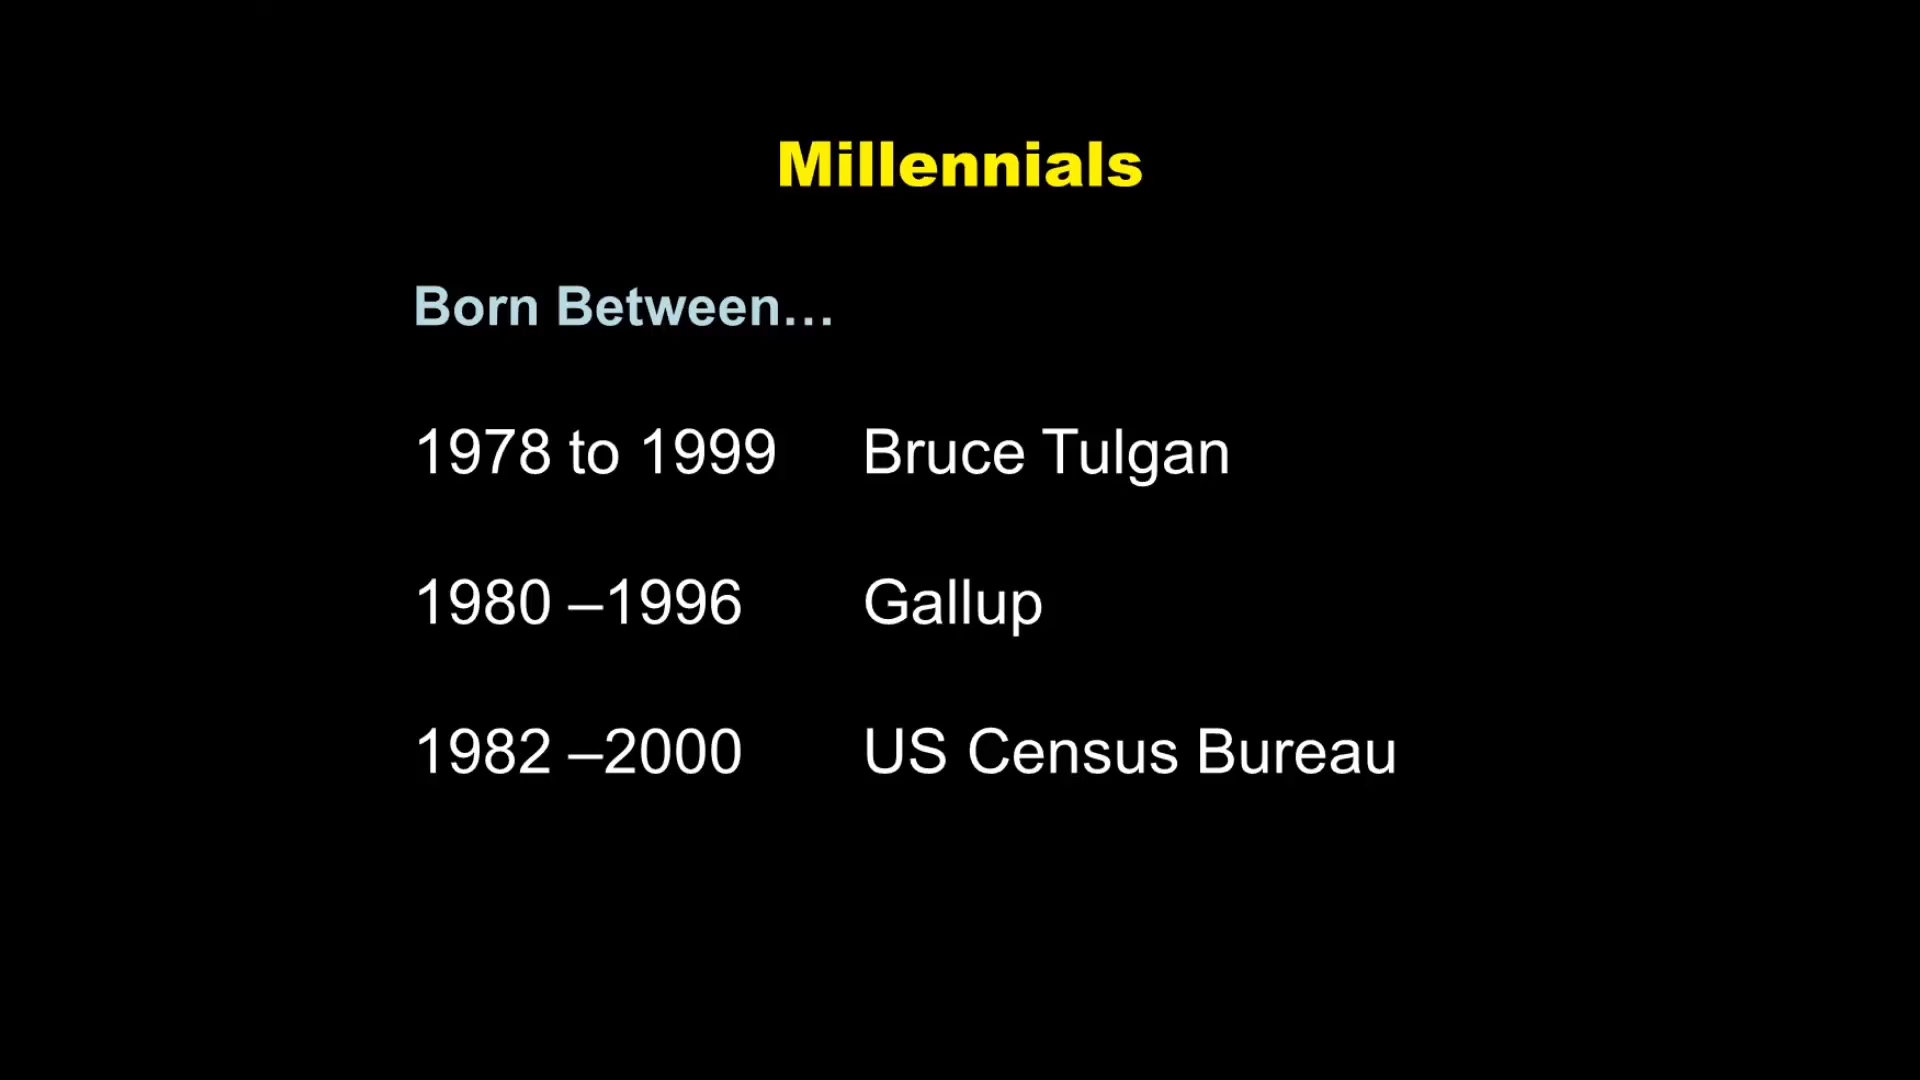 Millennials
Born Between…
1978 to 1999 Bruce Tulgan
1980 –1996 Gallup
1982 –2000 US Census Bureau